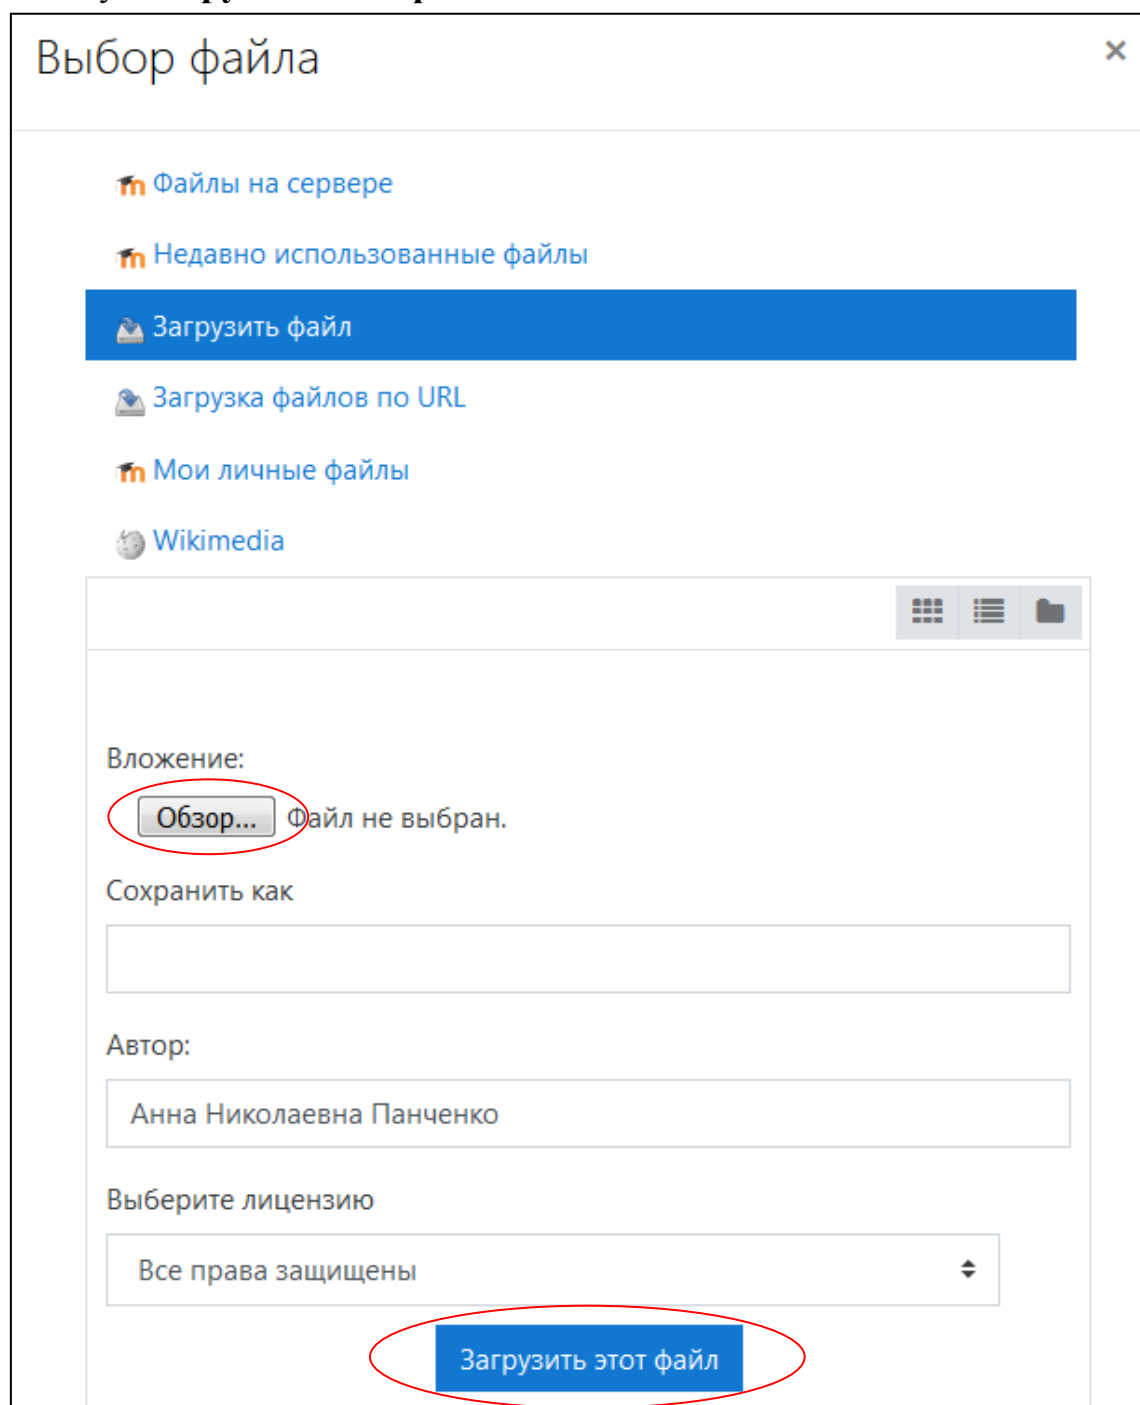 Выбор файла
Файлы на сервере
Недавно использованные файлы
Загрузить файл
Загрузка файлов по URL
Мои личные файлы
Wikimedia
Вложение:
Обзор... Файл не выбран.
Сохранить как
Автор:
Анна Николаевна Панченко
Выберите лицензию
Все права защищены
Загрузить этот файл